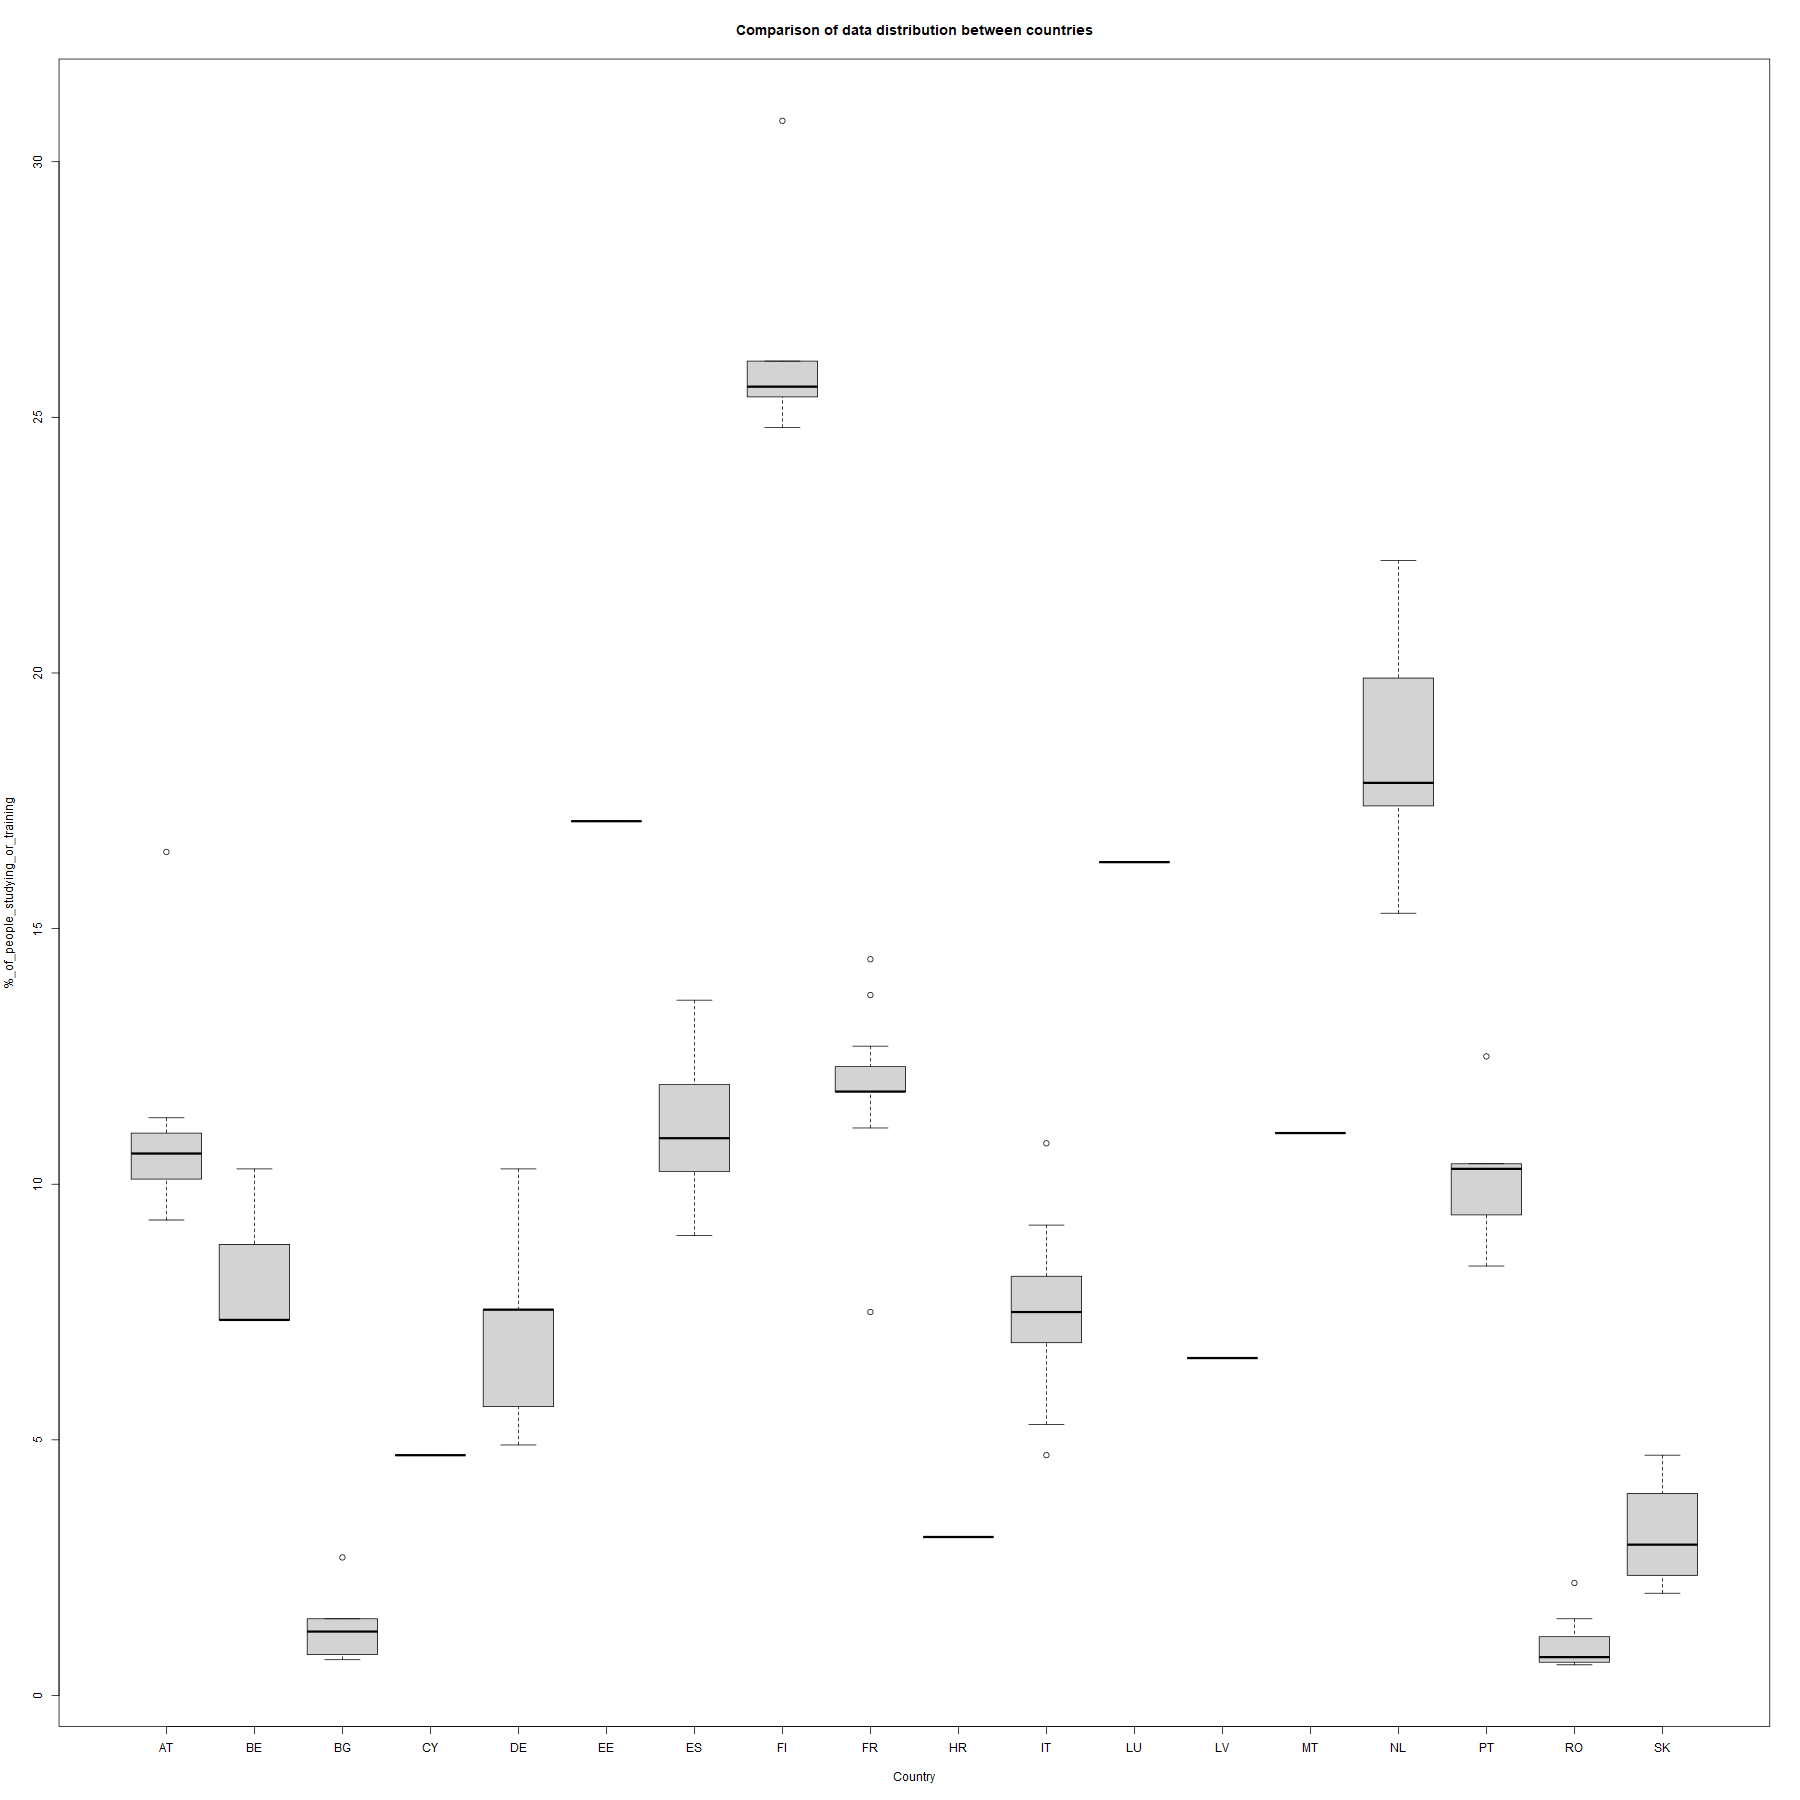 Comparison of data distribution between countries
%_of_people_studying_or_training
30
25
20
15
10
5
0
AT BE BG CY DE EE ES FI FR HR IT LU LV MT NL PT RO SK
Country